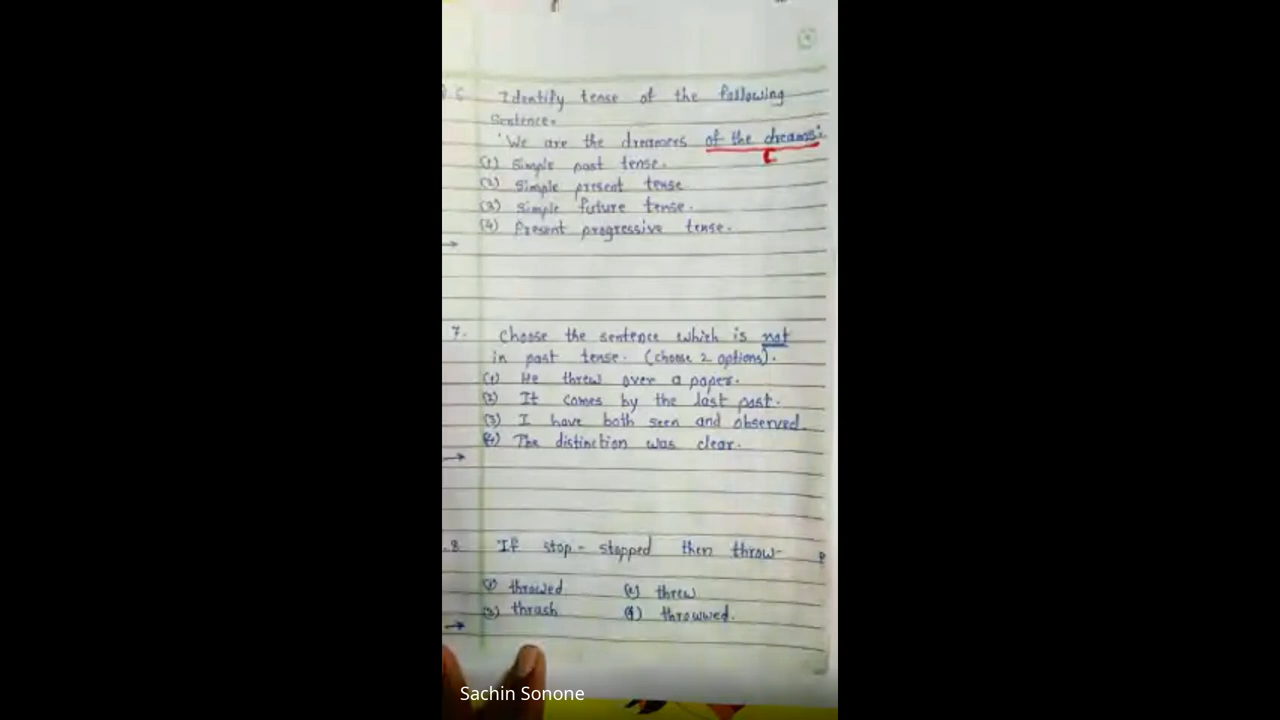 6 Identify tense of the following
Sentence.
'We are the dreamers of the dreams'.
(1) Simple past tense.
(2) Simple present tense
(3) Simple future tense.
(4) Present progressive tense.
→
7. Choose the sentence which is not
in past tense. (choose 2 options).
(1) He threw over a paper.
(2) It comes by the last post.
(3) I have both seen and observed.
(4) The distinction was clear.
→
.8 If stop - stopped then throw- ?
(1) throwed (2) threw
(3) thrash (4) throwwed.
→
Sachin Sonone